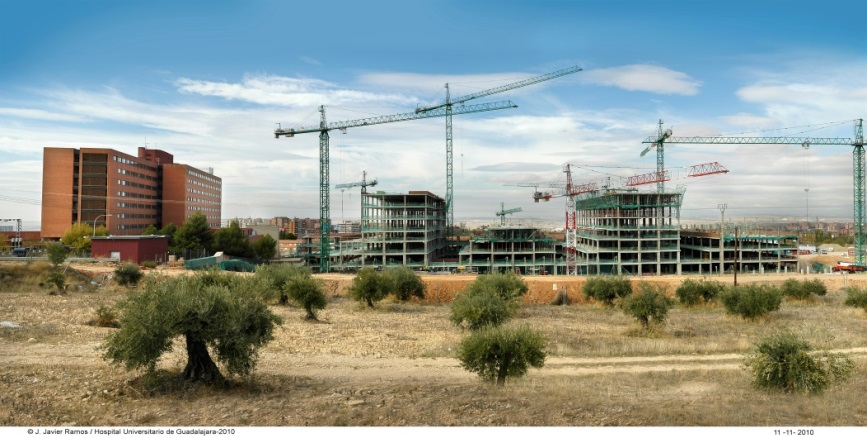 © J. Javier Ramos / Hospital Universitario de Guadalajara-2010
11 -11- 2010